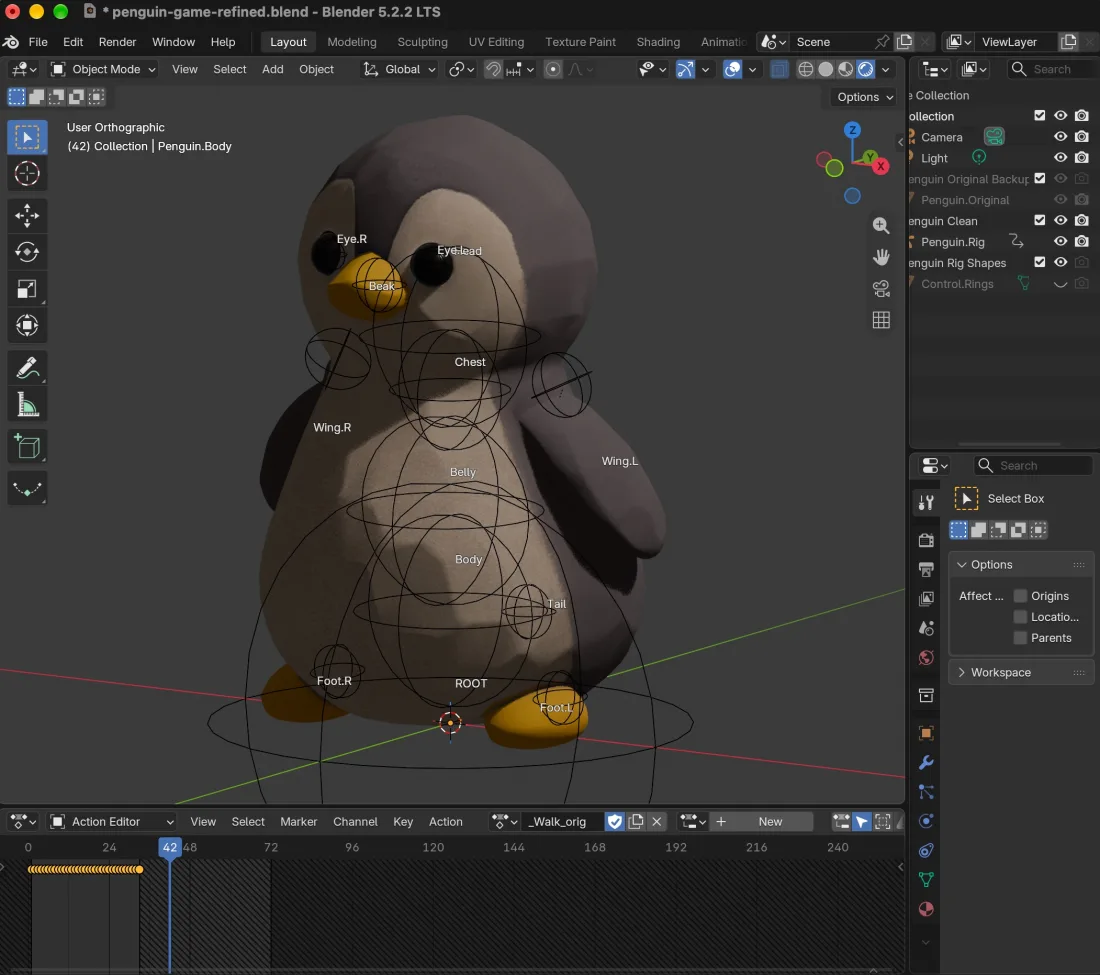 * penguin-game-refined.blend - Blender 5.2.2 LTS
File Edit Render Window Help Layout Modeling Sculpting UV Editing Texture Paint Shading Animatio Scene ViewLayer
Object Mode View Select Add Object Global Search
Options
User Orthographic
(42) Collection | Penguin.Body
Z
Y
X
Eye.R
Beak
Chest
Wing.R
Wing.L
Belly
Body
Tail
Foot.R
ROOT
Foot.L
e Collection
ollection
Camera
Light
enguin Original Backup
Penguin.Original
enguin Clean
Penguin.Rig
enguin Rig Shapes
Control.Rings
Search
Select Box
Options
Affect ... Origins
Locatio...
Parents
Workspace
Action Editor View Select Marker Channel Key Action _Walk_orig New
0 24 42 48 72 96 120 144 168 192 216 240